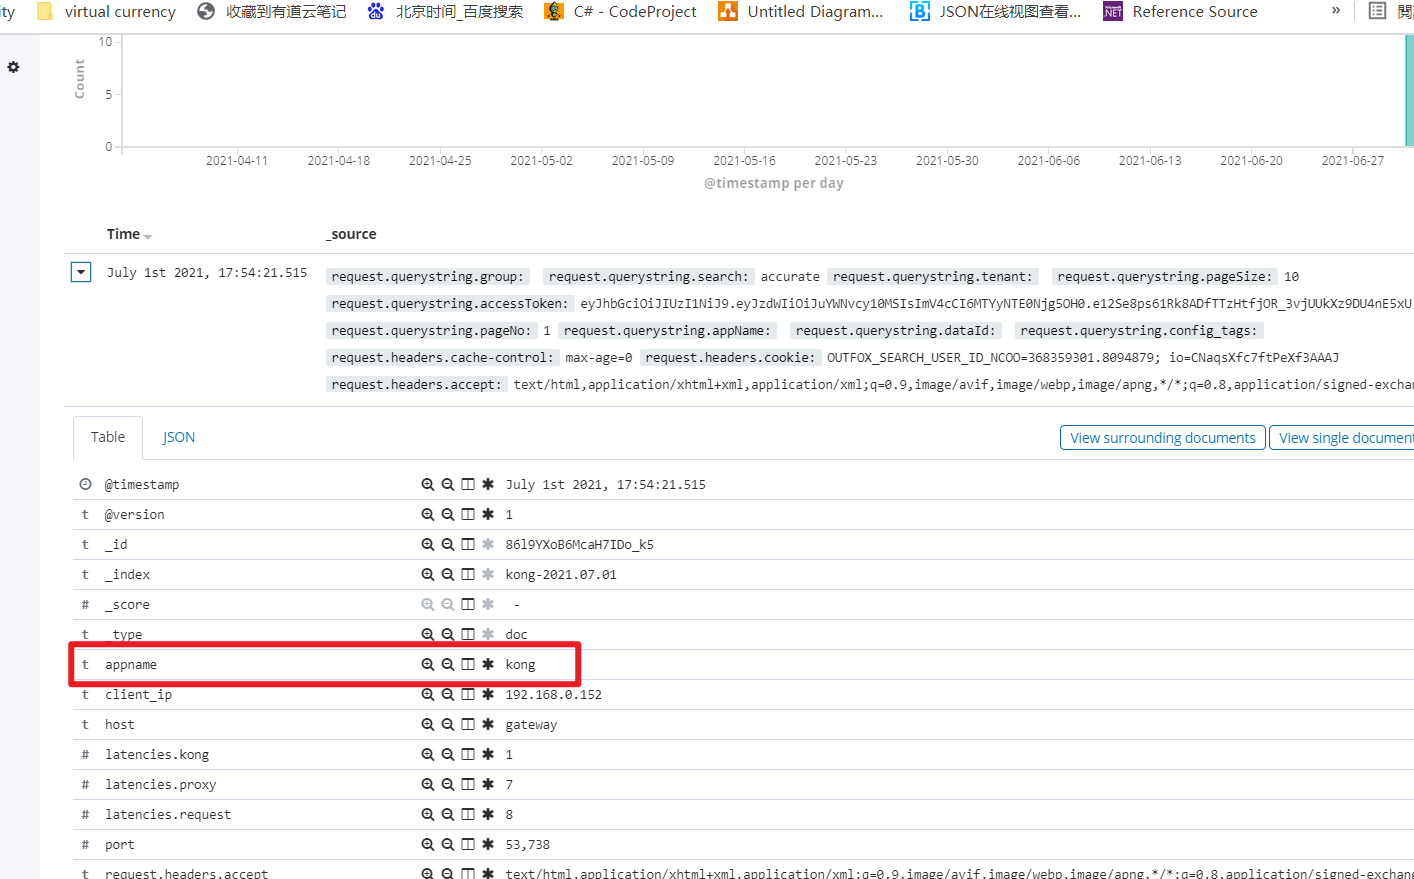 ity virtual currency 收藏到有道云笔记 北京时间_百度搜索 C# - CodeProject Untitled Diagram... JSON在线视图查看... Reference Source » 閱
10
Count
5
0
2021-04-11 2021-04-18 2021-04-25 2021-05-02 2021-05-09 2021-05-16 2021-05-23 2021-05-30 2021-06-06 2021-06-13 2021-06-20 2021-06-27
@timestamp per day
Time _source
July 1st 2021, 17:54:21.515 request.querystring.group: request.querystring.search: accurate request.querystring.tenant: request.querystring.pageSize: 10
request.querystring.accessToken: eyJhbGciOiJIUzI1NiJ9.eyJzdWIiOiJuYWNvcy10MSIsImV4cCI6MTYyNTE0Njg5OH0.e12Se8ps61Rk8ADfTTzHtfjOR_3vjUUkXz9DU4nE5xU
request.querystring.pageNo: 1 request.querystring.appName: request.querystring.dataId: request.querystring.config_tags:
request.headers.cache-control: max-age=0 request.headers.cookie: OUTFOX_SEARCH_USER_ID_NCOO=368359301.8094879; io=CNaqsXfc7ftPeXf3AAAJ
request.headers.accept: text/html,application/xhtml+xml,application/xml;q=0.9,image/avif,image/webp,image/apng,*/*;q=0.8,application/signed-exchan
Table JSON View surrounding documents View single document
@timestamp July 1st 2021, 17:54:21.515
t @version 1
t _id 86l9YXoB6McaH7IDo_k5
t _index kong-2021.07.01
# _score -
t _type doc
t appname kong
t client_ip 192.168.0.152
t host gateway
# latencies.kong 1
# latencies.proxy 7
# latencies.request 8
# port 53,738
t request.headers.accept text/html,application/xhtml+xml,application/xml;q=0.9,image/avif,image/webp,image/apng,*/*;q=0.8,application/signed-exchang